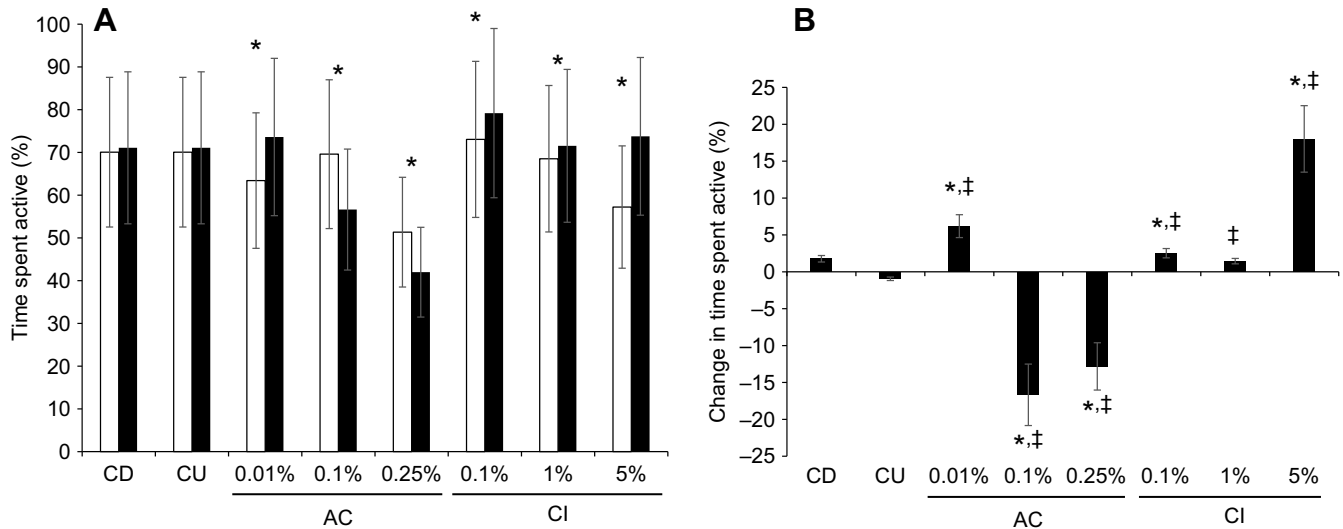 A
Time spent active (%)
100
90
80
70
60
50
40
30
20
10
0
* * * * * *
CD CU 0.01% 0.1% 0.25% 0.1% 1% 5%
AC CI
B
Change in time spent active (%)
25
20
15
10
5
0
–5
–10
–15
–20
–25
*,‡ *,‡ *,‡ *,‡ ‡ *,‡
CD CU 0.01% 0.1% 0.25% 0.1% 1% 5%
AC CI